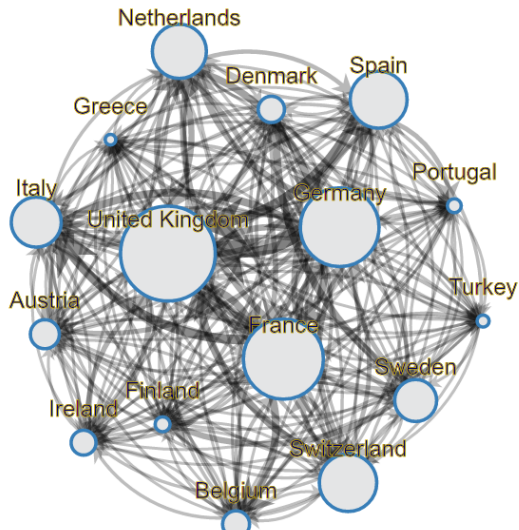 Netherlands
Spain
Denmark
Greece
Portugal
Italy
Germany
United Kingdom
Turkey
Austria
France
Sweden
Finland
Ireland
Switzerland
Belgium